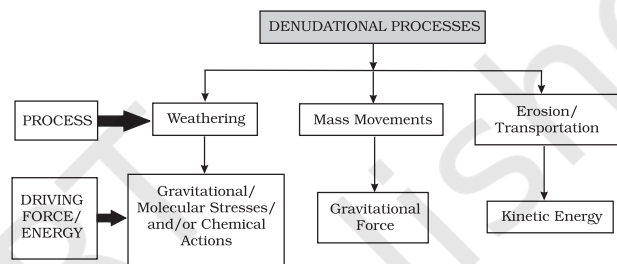 DENUDATIONAL PROCESSES
PROCESS
Weathering
Mass Movements
Erosion/
Transportation
DRIVING
FORCE/
ENERGY
Gravitational/
Molecular Stresses/
and/or Chemical
Actions
Gravitational
Force
Kinetic Energy